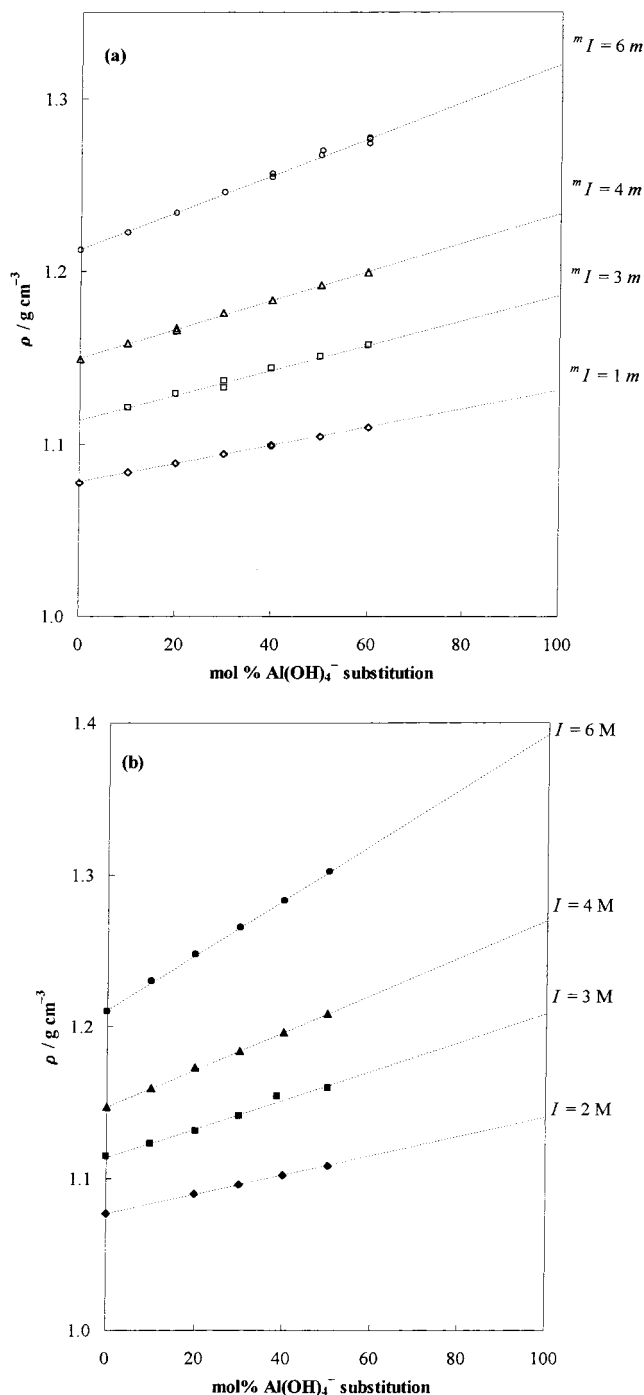 (a)
ᵐI = 6 m
1.3
ᵐI = 4 m
1.2
ᵐI = 3 m
ρ / g cm⁻³
ᵐI = 1 m
1.1
1.0
0 20 40 60 80 100
mol % Al(OH)₄⁻ substitution
1.4
I = 6 M
(b)
1.3
I = 4 M
1.2
I = 3 M
ρ / g cm⁻³
I = 2 M
1.1
1.0
0 20 40 60 80 100
mol% Al(OH)₄⁻ substitution